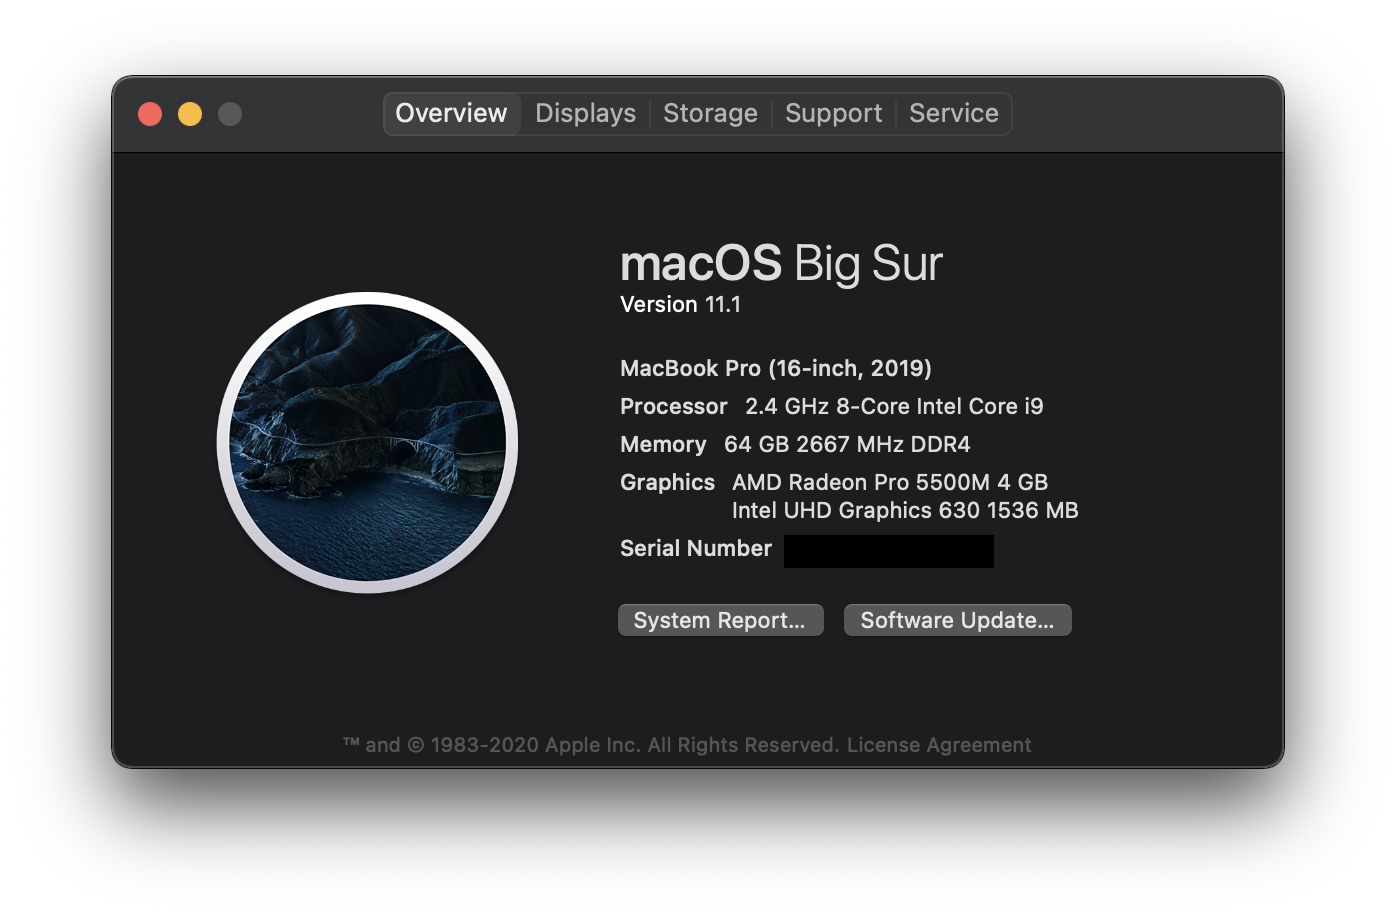 Overview Displays Storage Support Service
macOS Big Sur
Version 11.1
MacBook Pro (16-inch, 2019)
Processor 2.4 GHz 8-Core Intel Core i9
Memory 64 GB 2667 MHz DDR4
Graphics AMD Radeon Pro 5500M 4 GB
Intel UHD Graphics 630 1536 MB
Serial Number
System Report... Software Update...
™ and © 1983-2020 Apple Inc. All Rights Reserved. License Agreement